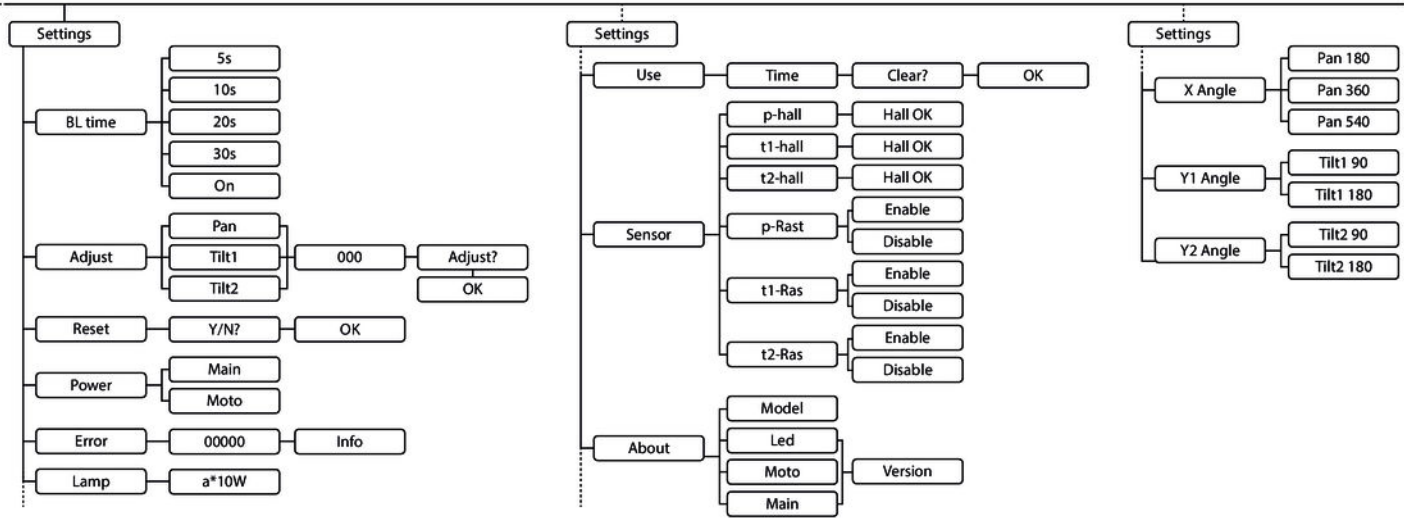 Settings
BL time
5s
10s
20s
30s
On
Adjust
Pan
Tilt1
Tilt2
000
Adjust?
OK
Reset
Y/N?
OK
Power
Main
Moto
Error
00000
Info
Lamp
a*10W
Settings
Use
Time
Clear?
OK
Sensor
p-hall
Hall OK
t1-hall
Hall OK
t2-hall
Hall OK
p-Rast
Enable
Disable
t1-Ras
Enable
Disable
t2-Ras
Enable
Disable
About
Model
Led
Moto
Main
Version
Settings
X Angle
Pan 180
Pan 360
Pan 540
Y1 Angle
Tilt1 90
Tilt1 180
Y2 Angle
Tilt2 90
Tilt2 180